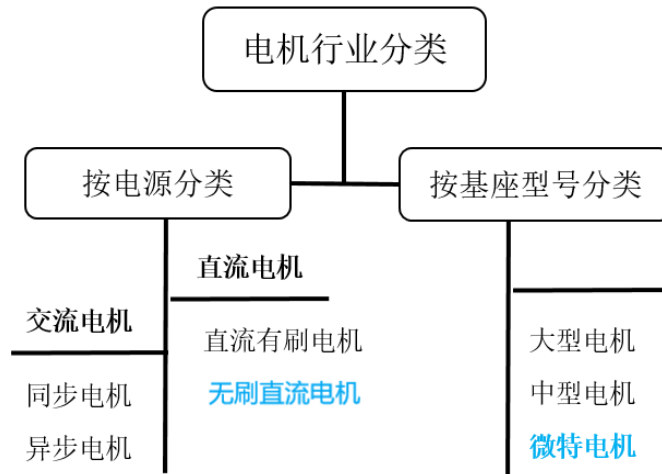 电机行业分类
按电源分类
按基座型号分类
直流电机
交流电机
直流有刷电机
无刷直流电机
同步电机
异步电机
大型电机
中型电机
微特电机